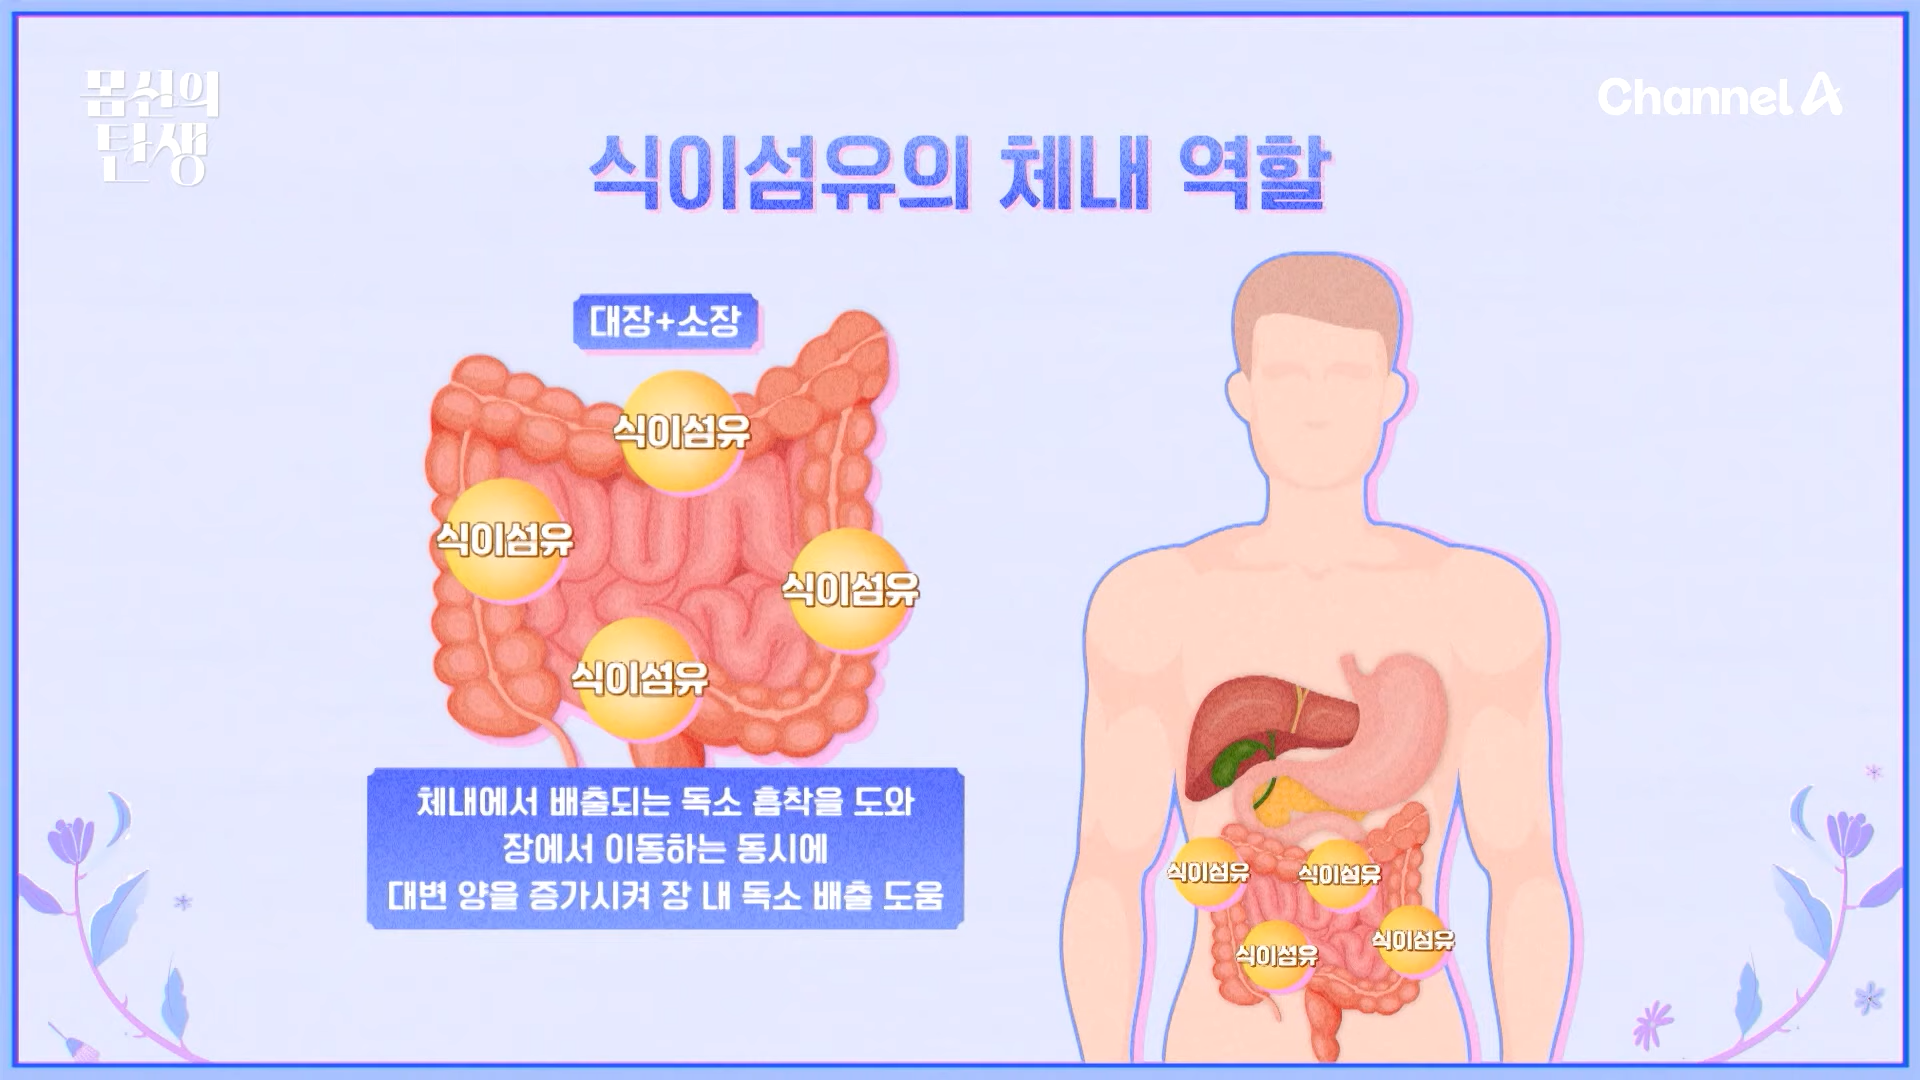 몸신의
탄생
Channel A
식이섬유의 체내 역할
대장+소장
식이섬유
식이섬유
식이섬유
식이섬유
체내에서 배출되는 독소 흡착을 도와
장에서 이동하는 동시에
대변 양을 증가시켜 장 내 독소 배출 도움
식이섬유
식이섬유
식이섬유
식이섬유